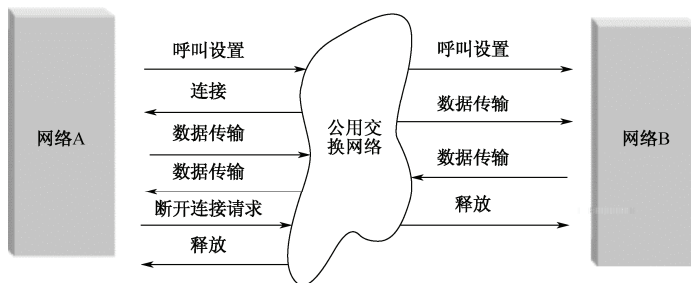 网络A
呼叫设置
连接
数据传输
数据传输
断开连接请求
释放
公用交
换网络
呼叫设置
数据传输
数据传输
释放
网络B